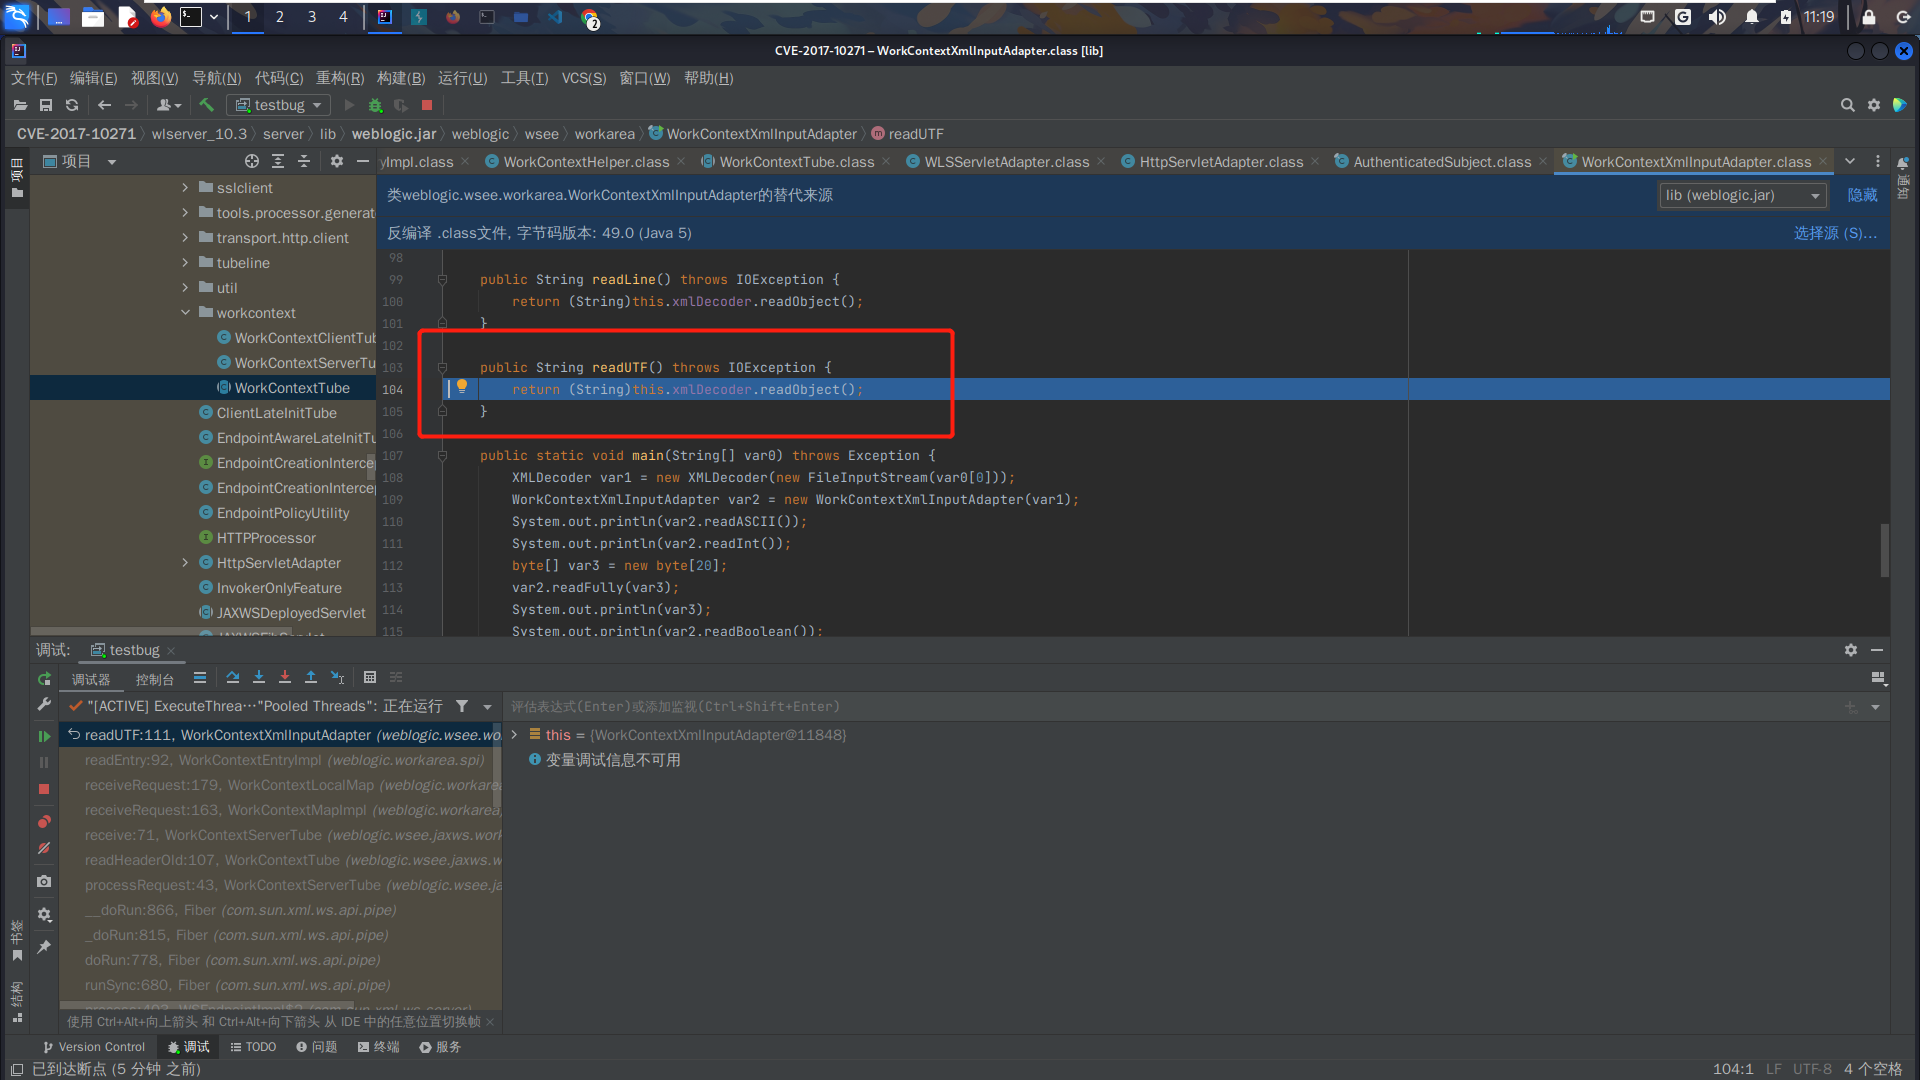 1 2 3 4
2
11:19
CVE-2017-10271 – WorkContextXmlInputAdapter.class [lib]
文件(F) 编辑(E) 视图(V) 导航(N) 代码(C) 重构(R) 构建(B) 运行(U) 工具(T) VCS(S) 窗口(W) 帮助(H)
testbug
CVE-2017-10271 wlserver_10.3 server lib weblogic.jar weblogic wsee workarea WorkContextXmlInputAdapter readUTF
项目
yImpl.class WorkContextHelper.class WorkContextTube.class WLSServletAdapter.class HttpServletAdapter.class AuthenticatedSubject.class WorkContextXmlInputAdapter.class
项目
通知
sslclient
tools.processor.generat
transport.http.client
tubeline
util
workcontext
WorkContextClientTub
WorkContextServerTu
WorkContextTube
ClientLateInitTube
EndpointAwareLateInitTu
EndpointCreationInterce
EndpointCreationIntercep
EndpointPolicyUtility
HTTPProcessor
HttpServletAdapter
InvokerOnlyFeature
JAXWSDeployedServlet
类weblogic.wsee.workarea.WorkContextXmlInputAdapter的替代来源
lib (weblogic.jar) 隐藏
反编译 .class文件, 字节码版本: 49.0 (Java 5)
选择源 (S)...
98
99 public String readLine() throws IOException {
100 return (String)this.xmlDecoder.readObject();
101 }
102
103 public String readUTF() throws IOException {
104 return (String)this.xmlDecoder.readObject();
105 }
106
107 public static void main(String[] var0) throws Exception {
108 XMLDecoder var1 = new XMLDecoder(new FileInputStream(var0[0]));
109 WorkContextXmlInputAdapter var2 = new WorkContextXmlInputAdapter(var1);
110 System.out.println(var2.readASCII());
111 System.out.println(var2.readInt());
112 byte[] var3 = new byte[20];
113 var2.readFully(var3);
114 System.out.println(var3);
115 System.out.println(var2.readBoolean());
调试: testbug
调试器 控制台
"[ACTIVE] ExecuteThrea…"Pooled Threads": 正在运行
评估表达式(Enter)或添加监视(Ctrl+Shift+Enter)
readUTF:111, WorkContextXmlInputAdapter (weblogic.wsee.wo
readEntry:92, WorkContextEntryImpl (weblogic.workarea.spi)
receiveRequest:179, WorkContextLocalMap (weblogic.workarea
receiveRequest:163, WorkContextMapImpl (weblogic.workarea
receive:71, WorkContextServerTube (weblogic.wsee.jaxws.work
readHeaderOld:107, WorkContextTube (weblogic.wsee.jaxws.w
processRequest:43, WorkContextServerTube (weblogic.wsee.ja
__doRun:866, Fiber (com.sun.xml.ws.api.pipe)
_doRun:815, Fiber (com.sun.xml.ws.api.pipe)
doRun:778, Fiber (com.sun.xml.ws.api.pipe)
runSync:680, Fiber (com.sun.xml.ws.api.pipe)
this = {WorkContextXmlInputAdapter@11848}
变量调试信息不可用
使用 Ctrl+Alt+向上箭头 和 Ctrl+Alt+向下箭头 从 IDE 中的任意位置切换帧
书签
结构
Version Control 调试 TODO 问题 终端 服务
已到达断点 (5 分钟 之前)
104:1 LF UTF-8 4 个空格